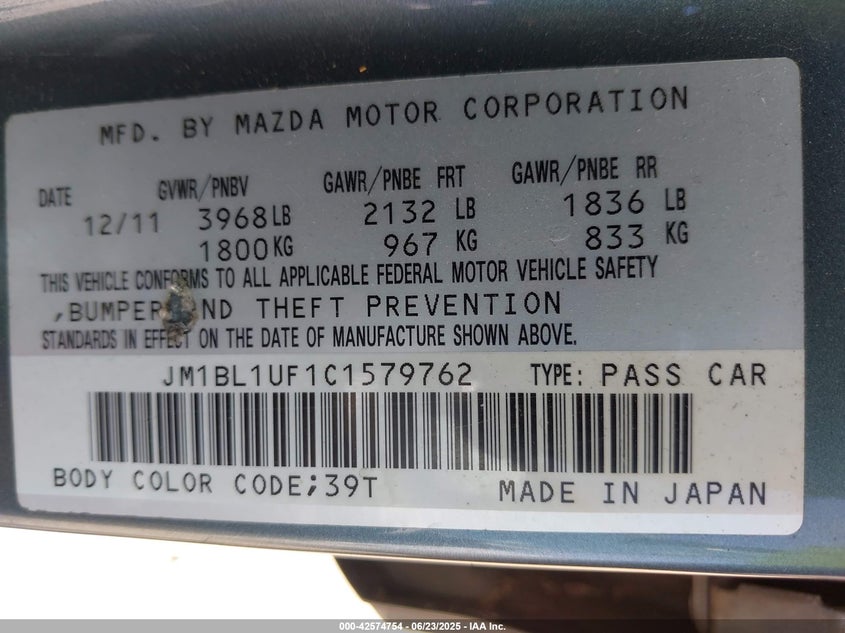 MFD. BY MAZDA MOTOR CORPORATION
DATE GVWR/PNBV GAWR/PNBE FRT GAWR/PNBE RR
12/11 3968LB 2132 LB 1836 LB
1800KG 967 KG 833 KG
THIS VEHICLE CONFORMS TO ALL APPLICABLE FEDERAL MOTOR VEHICLE SAFETY
,BUMPER AND THEFT PREVENTION
STANDARDS IN EFFECT ON THE DATE OF MANUFACTURE SHOWN ABOVE.
JM1BL1UF1C1579762 TYPE: PASS CAR
BODY COLOR CODE;39T MADE IN JAPAN
000-42574754 - 06/23/2025 - IAA Inc.